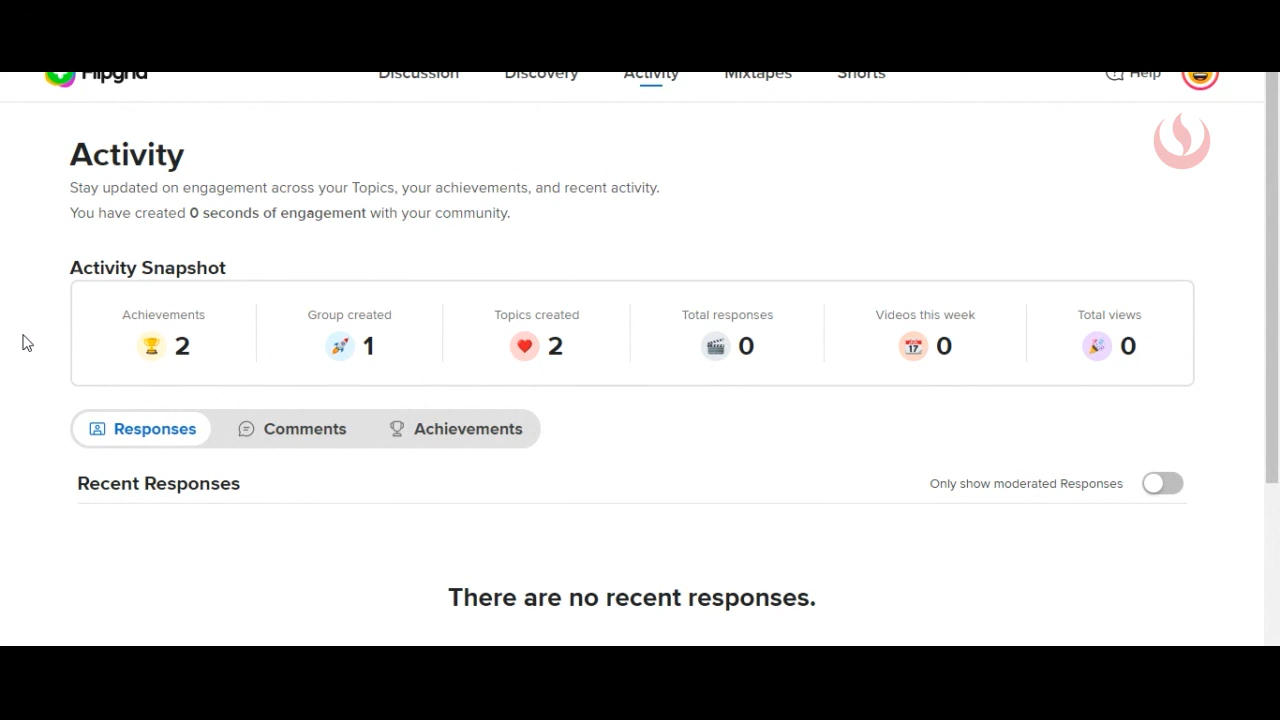 Flipgrid Discussion Discovery Activity Mixtapes Shorts Help
Activity
Stay updated on engagement across your Topics, your achievements, and recent activity.
You have created 0 seconds of engagement with your community.
Activity Snapshot
Achievements Group created Topics created Total responses Videos this week Total views
2 1 2 0 0 0
Responses Comments Achievements
Recent Responses Only show moderated Responses
There are no recent responses.